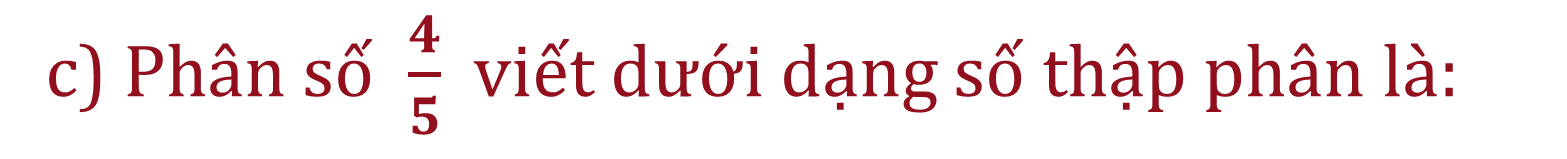 c) Phân số 4/5 viết dưới dạng số thập phân là: